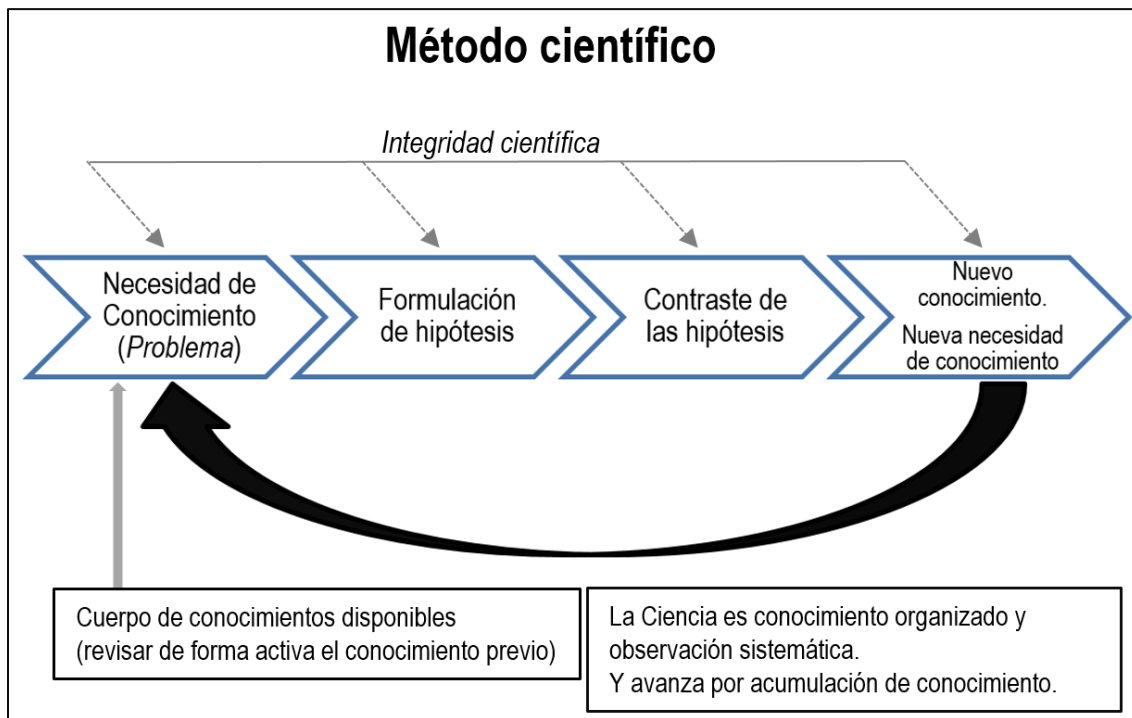 Método científico
Integridad científica
Necesidad de
Conocimiento
(Problema)
Formulación
de hipótesis
Contraste de
las hipótesis
Nuevo
conocimiento.
Nueva necesidad
de conocimiento
Cuerpo de conocimientos disponibles
(revisar de forma activa el conocimiento previo)
La Ciencia es conocimiento organizado y
observación sistemática.
Y avanza por acumulación de conocimiento.